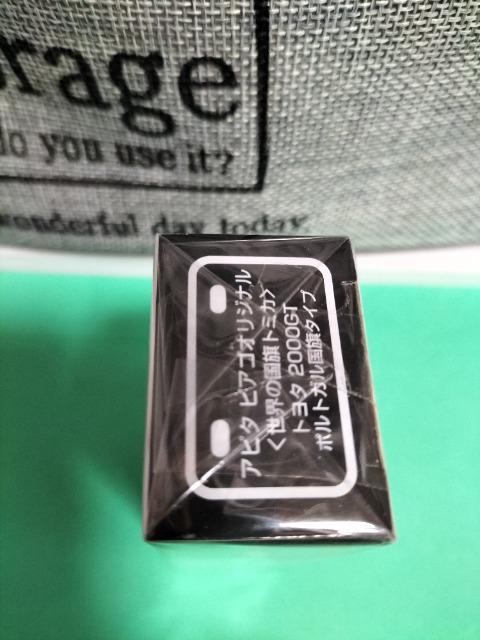 orage
do you use it?
wonderful day today
アピタ ピアゴオリジナル
〈世界の国旗トミカ〉
トヨタ 2000GT
ポルトガル国旗タイプ